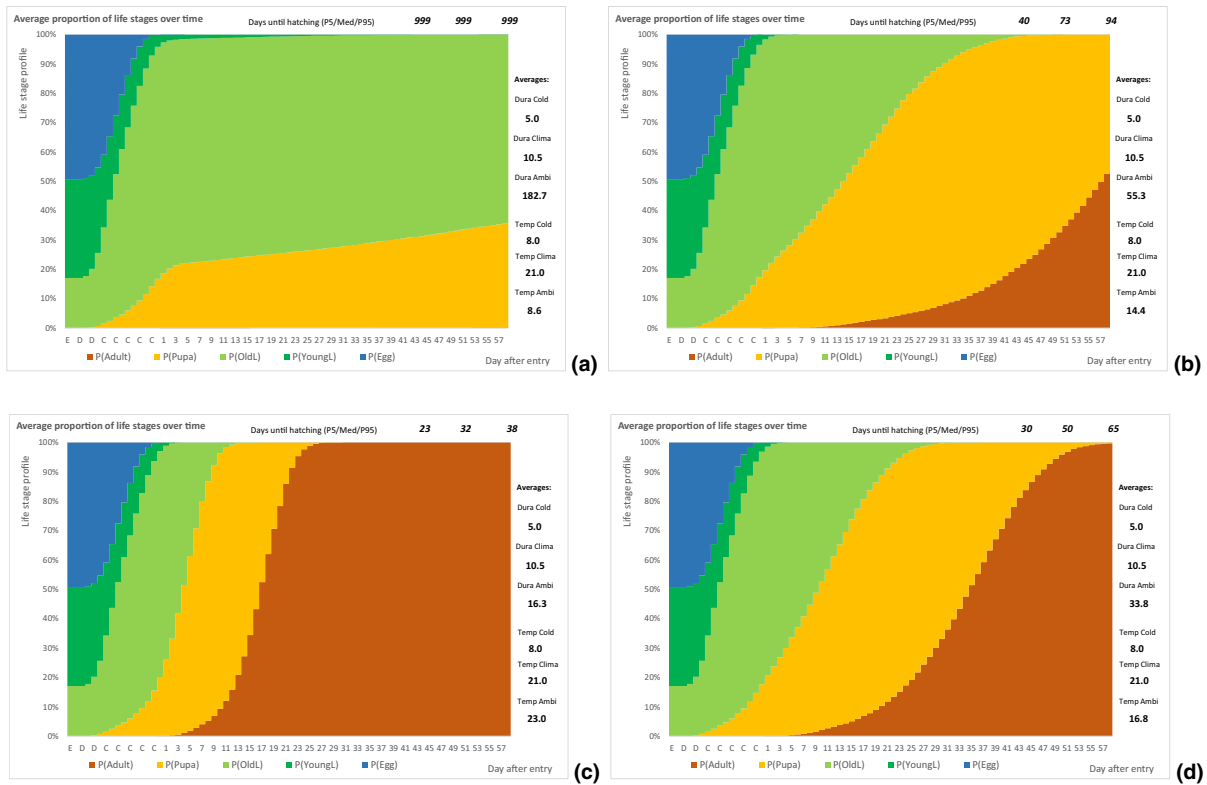 Average proportion of life stages over time
Days until hatching (P5/Med/P95) 999 999 999
Life stage profile
100%
90%
80%
70%
60%
50%
40%
30%
20%
10%
0%
E D D C C C C C 1 3 5 7 9 11 13 15 17 19 21 23 25 27 29 31 33 35 37 39 41 43 45 47 49 51 53 55 57
P(Adult) P(Pupa) P(OldL) P(YoungL) P(Egg)
Day after entry
Averages:
Dura Cold
5.0
Dura Clima
10.5
Dura Ambi
182.7
Temp Cold
8.0
Temp Clima
21.0
Temp Ambi
8.6
(a)
Average proportion of life stages over time
Days until hatching (P5/Med/P95) 40 73 94
Life stage profile
100%
90%
80%
70%
60%
50%
40%
30%
20%
10%
0%
E D D C C C C C 1 3 5 7 9 11 13 15 17 19 21 23 25 27 29 31 33 35 37 39 41 43 45 47 49 51 53 55 57
P(Adult) P(Pupa) P(OldL) P(YoungL) P(Egg)
Day after entry
Averages:
Dura Cold
5.0
Dura Clima
10.5
Dura Ambi
55.3
Temp Cold
8.0
Temp Clima
21.0
Temp Ambi
14.4
(b)
Average proportion of life stages over time
Days until hatching (P5/Med/P95) 23 32 38
Life stage profile
100%
90%
80%
70%
60%
50%
40%
30%
20%
10%
0%
E D D C C C C C 1 3 5 7 9 11 13 15 17 19 21 23 25 27 29 31 33 35 37 39 41 43 45 47 49 51 53 55 57
P(Adult) P(Pupa) P(OldL) P(YoungL) P(Egg)
Day after entry
Averages:
Dura Cold
5.0
Dura Clima
10.5
Dura Ambi
16.3
Temp Cold
8.0
Temp Clima
21.0
Temp Ambi
23.0
(c)
Average proportion of life stages over time
Days until hatching (P5/Med/P95) 30 50 65
Life stage profile
100%
90%
80%
70%
60%
50%
40%
30%
20%
10%
0%
E D D C C C C C 1 3 5 7 9 11 13 15 17 19 21 23 25 27 29 31 33 35 37 39 41 43 45 47 49 51 53 55 57
P(Adult) P(Pupa) P(OldL) P(YoungL) P(Egg)
Day after entry
Averages:
Dura Cold
5.0
Dura Clima
10.5
Dura Ambi
33.8
Temp Cold
8.0
Temp Clima
21.0
Temp Ambi
16.8
(d)